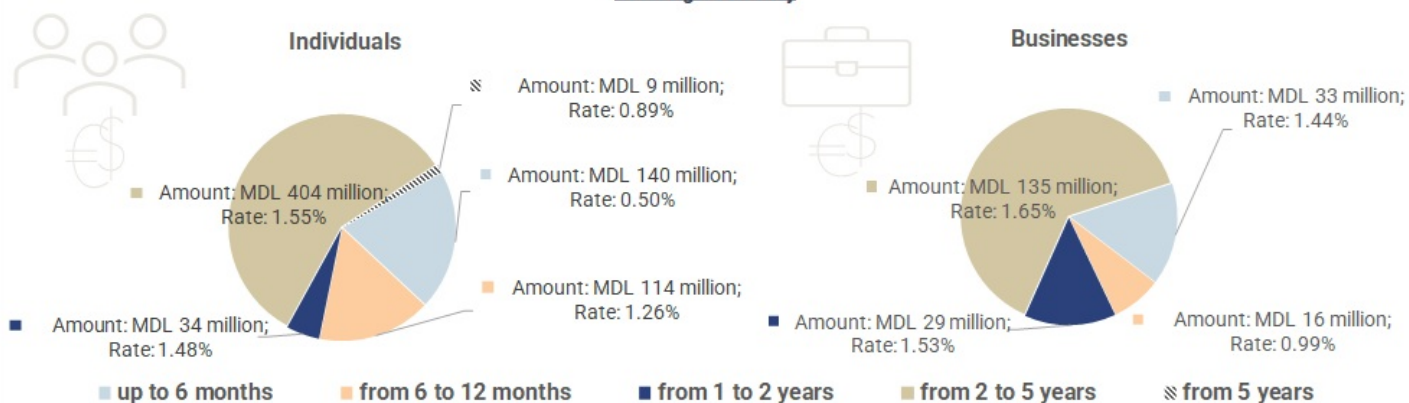 Individuals
Amount: MDL 9 million;
Rate: 0.89%
Amount: MDL 140 million;
Rate: 0.50%
Amount: MDL 404 million;
Rate: 1.55%
Amount: MDL 114 million;
Rate: 1.26%
Amount: MDL 34 million;
Rate: 1.48%
Businesses
Amount: MDL 33 million;
Rate: 1.44%
Amount: MDL 135 million;
Rate: 1.65%
Amount: MDL 29 million;
Rate: 1.53%
Amount: MDL 16 million;
Rate: 0.99%
up to 6 months from 6 to 12 months from 1 to 2 years from 2 to 5 years from 5 years